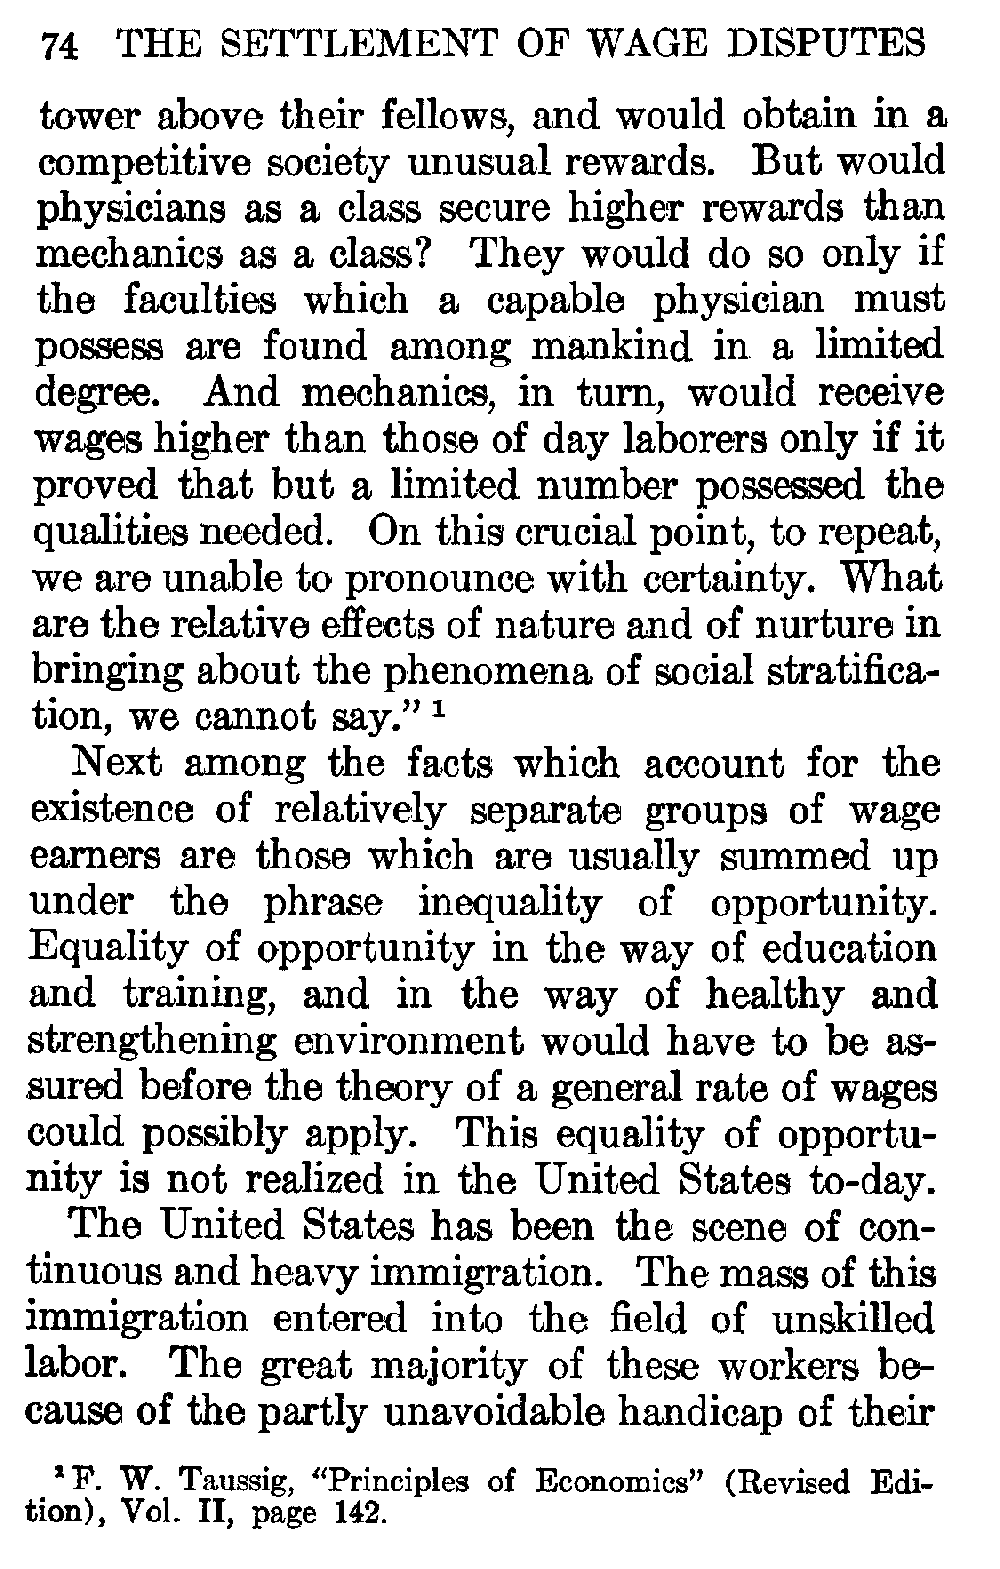 74 THE SETTLEMENT OF WAGE DISPUTES
tower above their fellows, and would obtain in a
competitive society unusual rewards. But would
physicians as a class secure higher rewards than
mechanics as a class? They would do so only if
the faculties which a capable physician must
possess are found among mankind in a limited
degree. And mechanics, in turn, would receive
wages higher than those of day laborers only if it
proved that but a limited number possessed the
qualities needed. On this crucial point, to repeat,
we are unable to pronounce with certainty. What
are the relative effects of nature and of nurture in
bringing about the phenomena of social stratifica-
tion, we cannot say.” ¹
Next among the facts which account for the
existence of relatively separate groups of wage
earners are those which are usually summed up
under the phrase inequality of opportunity.
Equality of opportunity in the way of education
and training, and in the way of healthy and
strengthening environment would have to be as-
sured before the theory of a general rate of wages
could possibly apply. This equality of opportu-
nity is not realized in the United States to-day.
The United States has been the scene of con-
tinuous and heavy immigration. The mass of this
immigration entered into the field of unskilled
labor. The great majority of these workers be-
cause of the partly unavoidable handicap of their
¹ F. W. Taussig, “Principles of Economics” (Revised Edi-
tion), Vol. II, page 142.